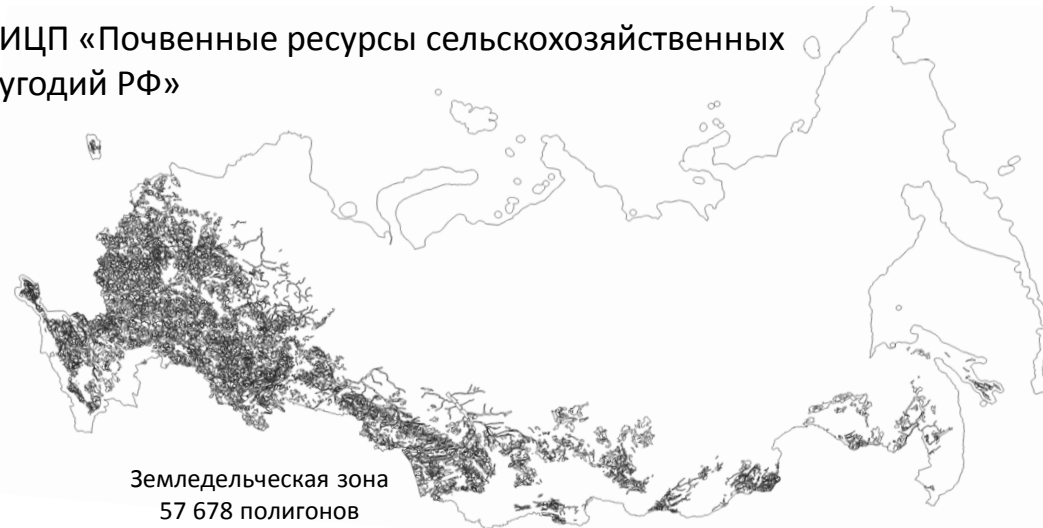 ИЦП «Почвенные ресурсы сельскохозяйственных
угодий РФ»
Земледельческая зона
57 678 полигонов